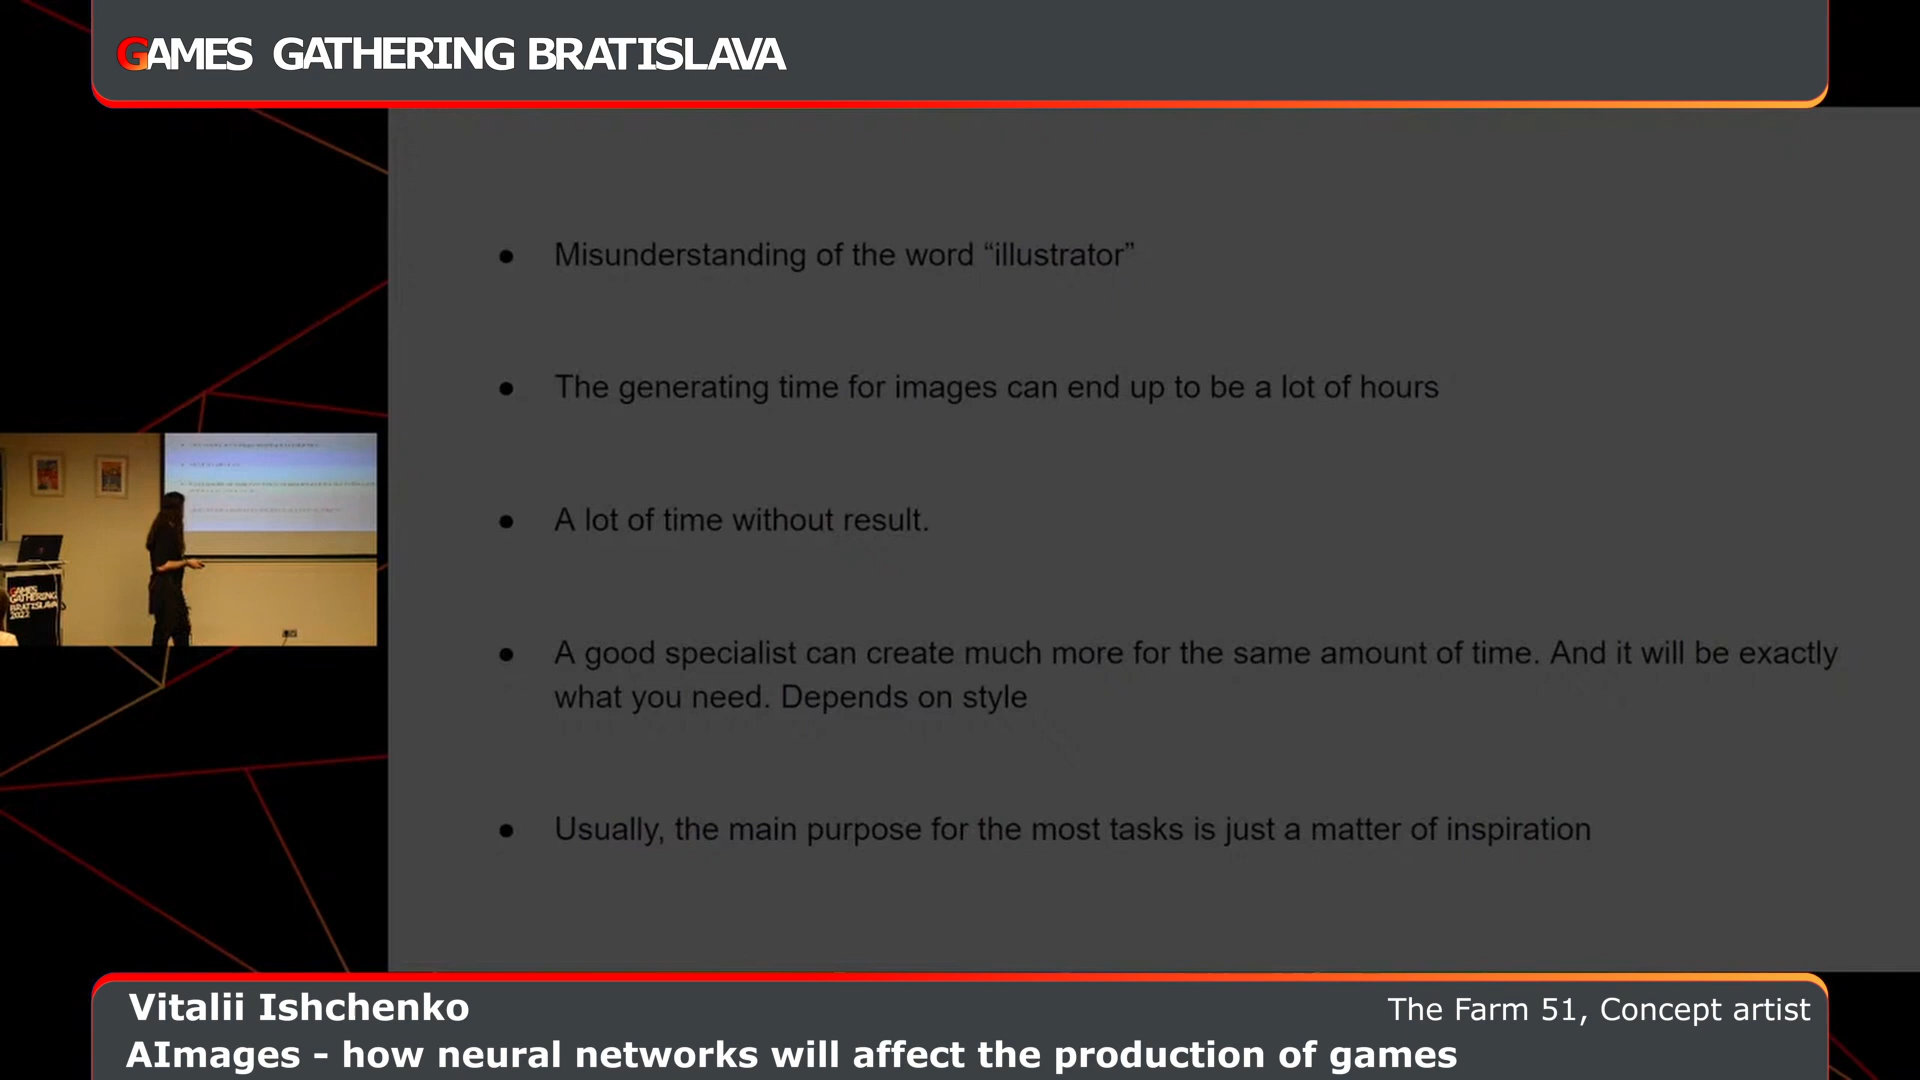 GAMES GATHERING BRATISLAVA
● Misunderstanding of the word “illustrator”
● The generating time for images can end up to be a lot of hours
● A lot of time without result.
● A good specialist can create much more for the same amount of time. And it will be exactly
what you need. Depends on style
● Usually, the main purpose for the most tasks is just a matter of inspiration
GAMES
GATHERING
BRATISLAVA
2022
Vitalii Ishchenko
The Farm 51, Concept artist
AImages - how neural networks will affect the production of games